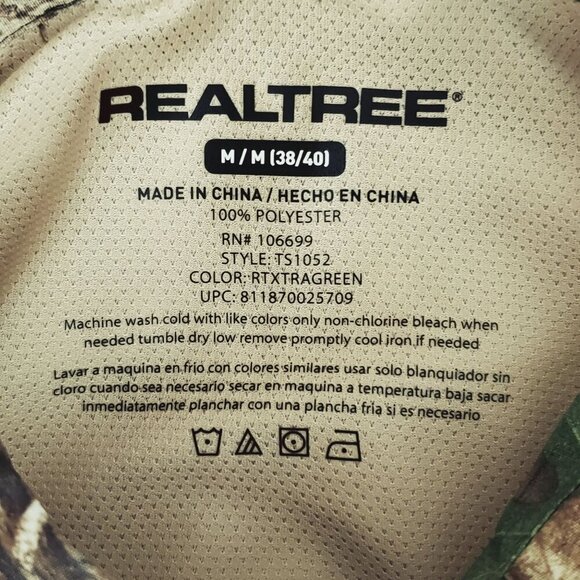 REALTREE®
M / M (38/40)
MADE IN CHINA / HECHO EN CHINA
100% POLYESTER
RN# 106699
STYLE: TS1052
COLOR: RTXTRAGREEN
UPC: 811870025709
Machine wash cold with like colors only non-chlorine bleach when
needed tumble dry low remove promptly cool iron if needed
Lavar a maquina en frio con colores similares usar solo blanquiador sin
cloro cuando sea necesario secar en maquina a temperatura baja sacar
inmediatamente planchar con una plancha fria si es necesario